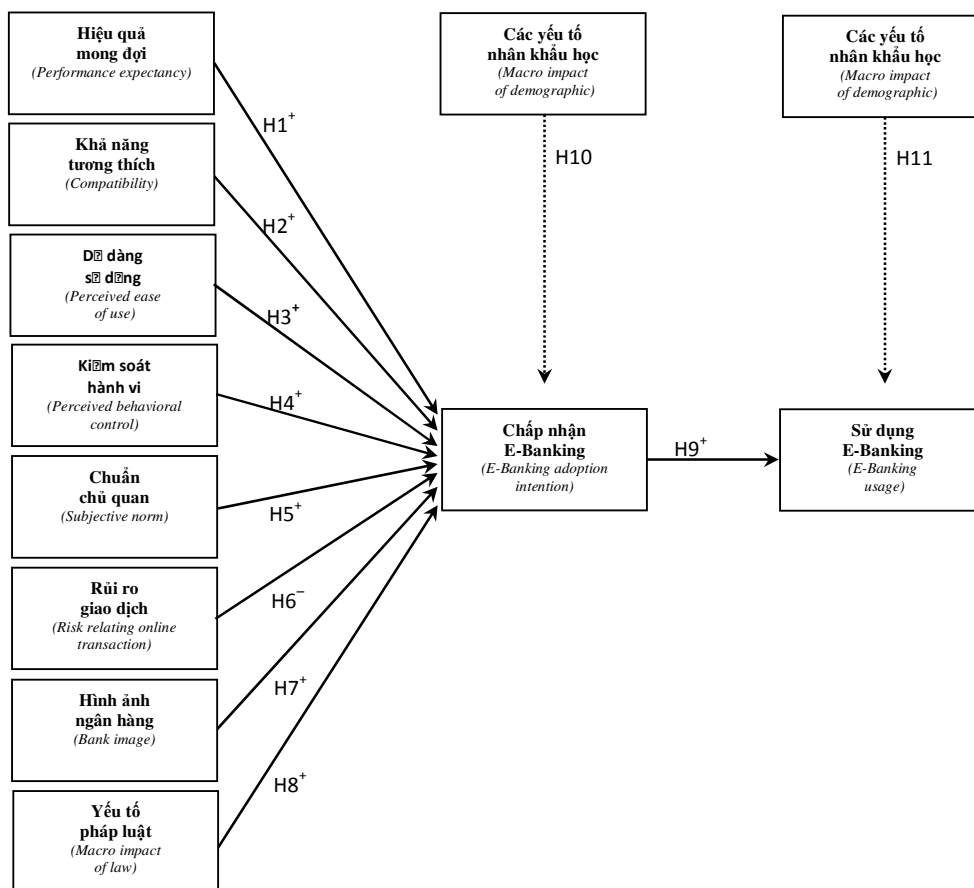 Hiệu quả
mong đợi
(Performance expectancy)
Khả năng
tương thích
(Compatibility)
D⍰ dàng
s⍰ d⍰ng
(Perceived ease
of use)
Ki⍰m soát
hành vi
(Perceived behavioral
control)
Chuẩn
chủ quan
(Subjective norm)
Rủi ro
giao dịch
(Risk relating online
transaction)
Hình ảnh
ngân hàng
(Bank image)
Yếu tố
pháp luật
(Macro impact
of law)
H1⁺
H2⁺
H3⁺
H4⁺
H5⁺
H6⁻
H7⁺
H8⁺
Các yếu tố
nhân khẩu học
(Macro impact
of demographic)
H10
Chấp nhận
E-Banking
(E-Banking adoption
intention)
H9⁺
Các yếu tố
nhân khẩu học
(Macro impact
of demographic)
H11
Sử dụng
E-Banking
(E-Banking
usage)